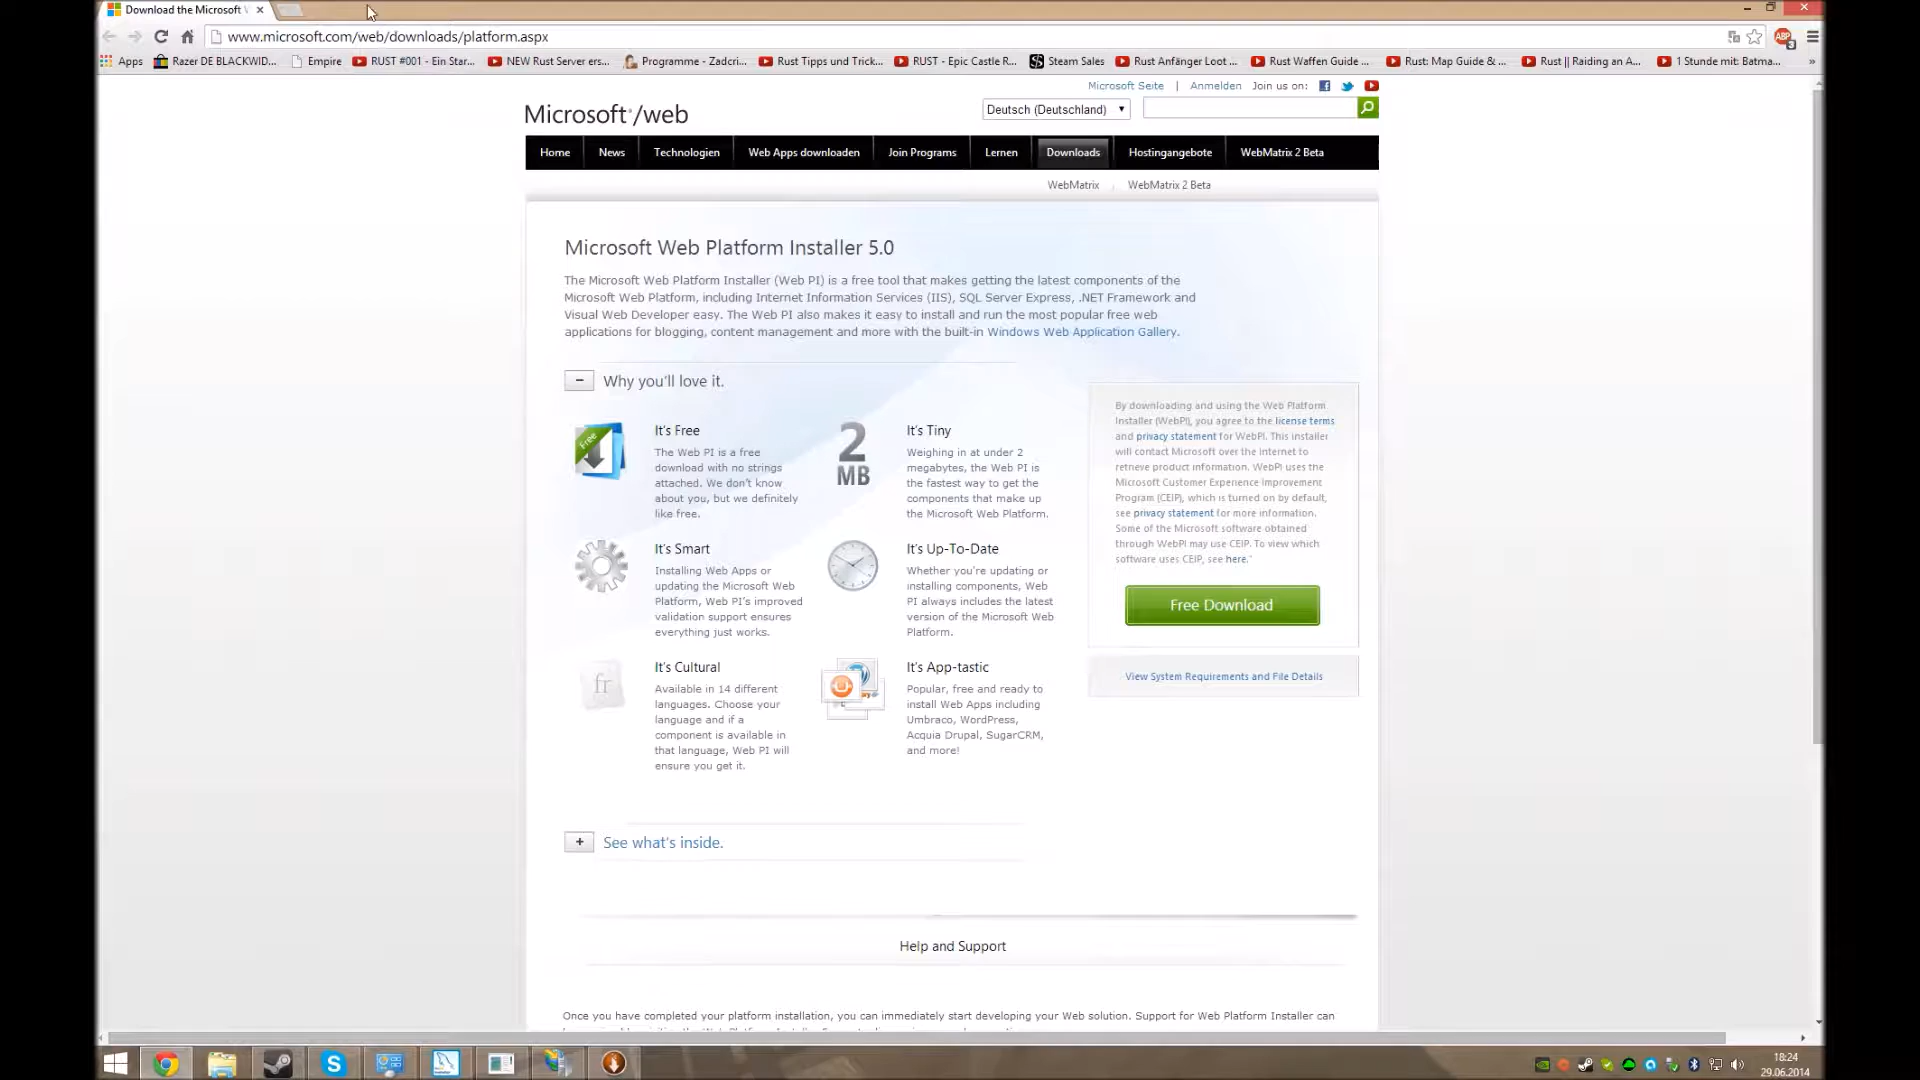 Download the Microsoft
www.microsoft.com/web/downloads/platform.aspx
Apps Razer DE BLACKWID... Empire RUST #001 - Ein Star... NEW Rust Server ers... Programme - Zadcri... Rust Tipps und Trick... RUST - Epic Castle R... Steam Sales Rust Anfänger Loot ... Rust Waffen Guide ... Rust: Map Guide & ... Rust || Raiding an A... 1 Stunde mit: Batma... »
Microsoft Seite | Anmelden Join us on:
Microsoft /web
Deutsch (Deutschland)
Home News Technologien Web Apps downloaden Join Programs Lernen Downloads Hostingangebote WebMatrix 2 Beta
WebMatrix WebMatrix 2 Beta
Microsoft Web Platform Installer 5.0
The Microsoft Web Platform Installer (Web PI) is a free tool that makes getting the latest components of the
Microsoft Web Platform, including Internet Information Services (IIS), SQL Server Express, .NET Framework and
Visual Web Developer easy. The Web PI also makes it easy to install and run the most popular free web
applications for blogging, content management and more with the built-in Windows Web Application Gallery.
Why you'll love it.
Free
It's Free
The Web PI is a free
download with no strings
attached. We don't know
about you, but we definitely
like free.
2
MB
It's Tiny
Weighing in at under 2
megabytes, the Web PI is
the fastest way to get the
components that make up
the Microsoft Web Platform.
It's Smart
Installing Web Apps or
updating the Microsoft Web
Platform, Web PI's improved
validation support ensures
everything just works.
It's Up-To-Date
Whether you're updating or
installing components, Web
PI always includes the latest
version of the Microsoft Web
Platform.
fr
It's Cultural
Available in 14 different
languages. Choose your
language and if a
component is available in
that language, Web PI will
ensure you get it.
It's App-tastic
Popular, free and ready to
install Web Apps including
Umbraco, WordPress,
Acquia Drupal, SugarCRM,
and more!
By downloading and using the Web Platform
Installer (WebPI), you agree to the license terms
and privacy statement for WebPI. This installer
will contact Microsoft over the Internet to
retrieve product information. WebPI uses the
Microsoft Customer Experience Improvement
Program (CEIP), which is turned on by default,
see privacy statement for more information.
Some of the Microsoft software obtained
through WebPI may use CEIP. To view which
software uses CEIP, see here."
Free Download
View System Requirements and File Details
See what's inside.
Help and Support
Once you have completed your platform installation, you can immediately start developing your Web solution. Support for Web Platform Installer can
18:24
29.06.2014